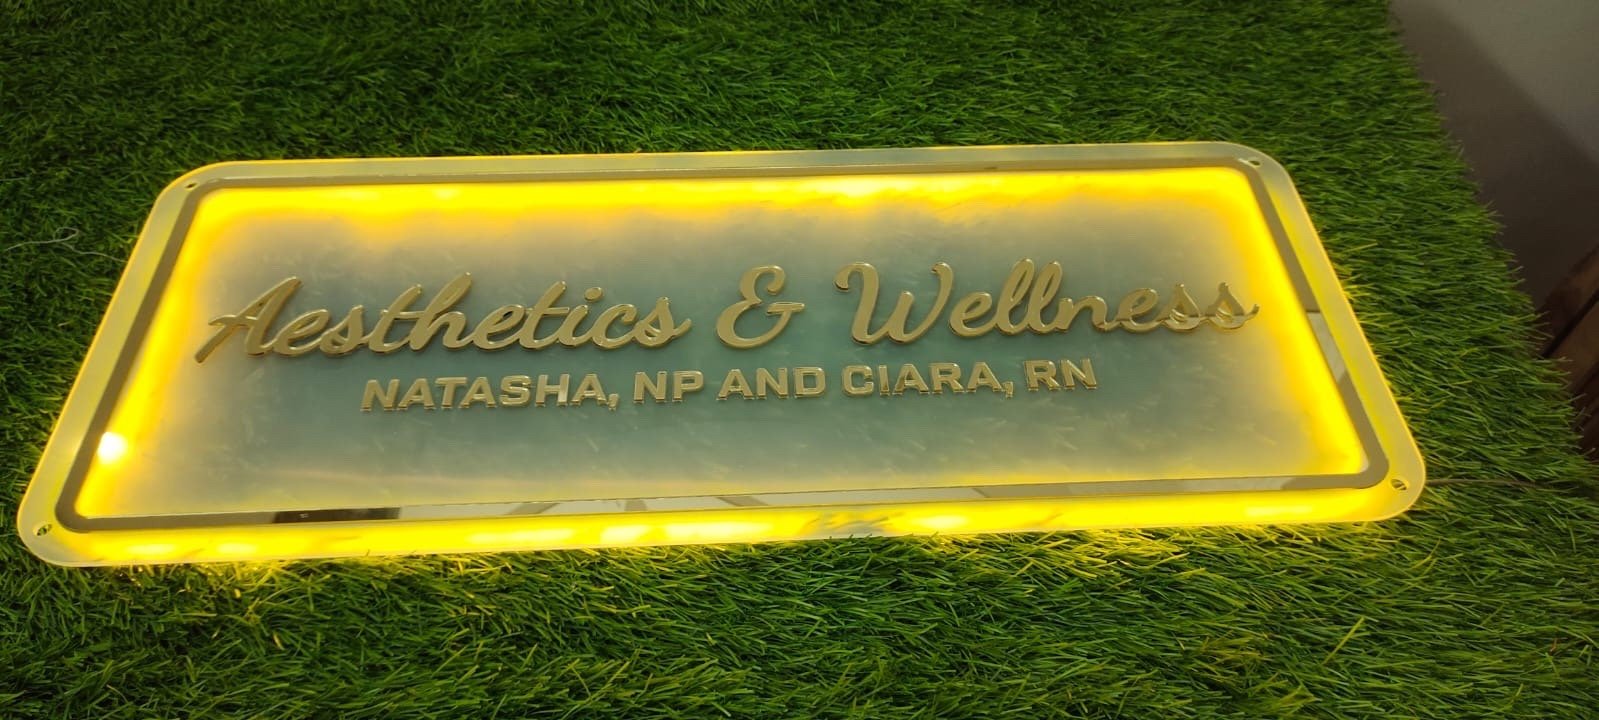 Aesthetics & Wellness
NATASHA, NP AND CIARA, RN